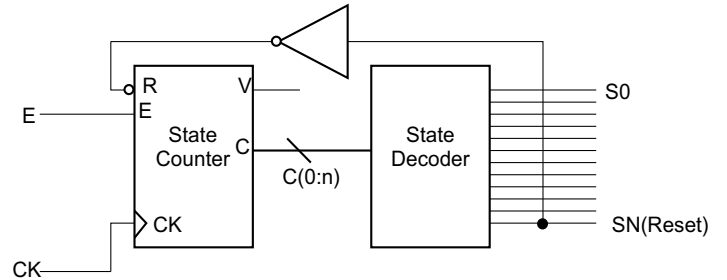 R
V
S0
E
E
State
Counter
C
State
Decoder
C(0:n)
CK
SN(Reset)
CK